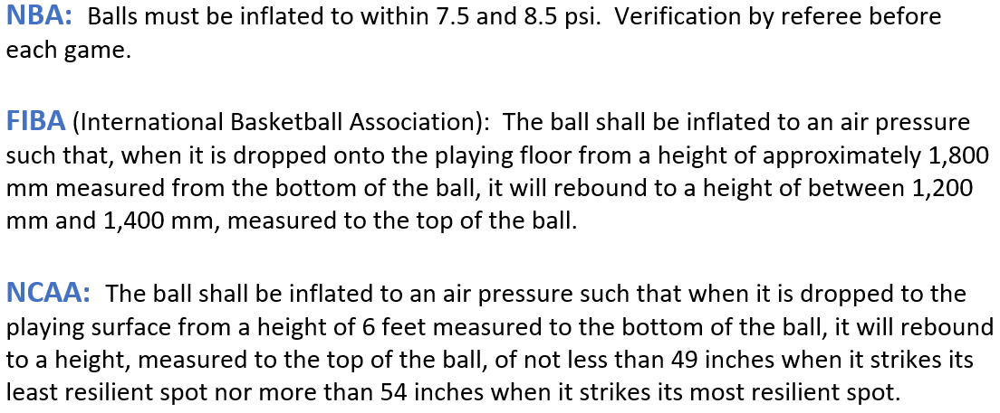 NBA: Balls must be inflated to within 7.5 and 8.5 psi. Verification by referee before
each game.
FIBA (International Basketball Association): The ball shall be inflated to an air pressure
such that, when it is dropped onto the playing floor from a height of approximately 1,800
mm measured from the bottom of the ball, it will rebound to a height of between 1,200
mm and 1,400 mm, measured to the top of the ball.
NCAA: The ball shall be inflated to an air pressure such that when it is dropped to the
playing surface from a height of 6 feet measured to the bottom of the ball, it will rebound
to a height, measured to the top of the ball, of not less than 49 inches when it strikes its
least resilient spot nor more than 54 inches when it strikes its most resilient spot.